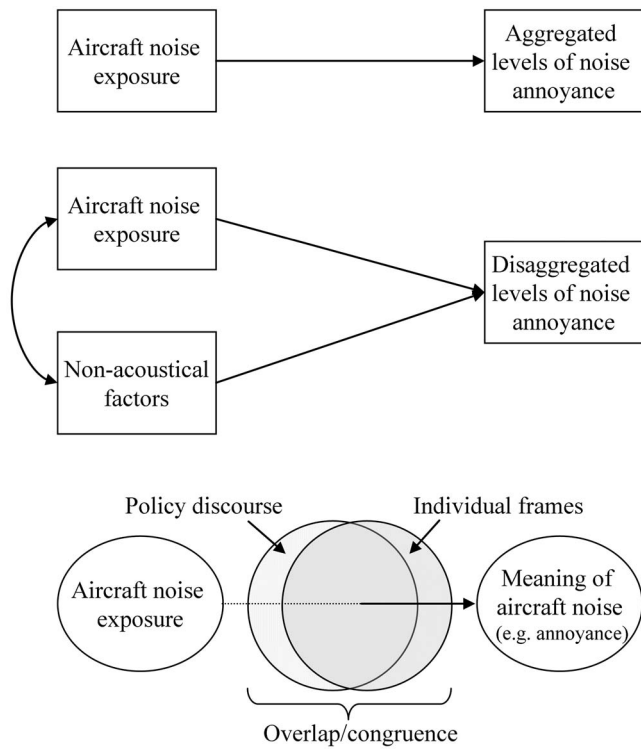 Aircraft noise
exposure
Aggregated
levels of noise
annoyance
Aircraft noise
exposure
Disaggregated
levels of noise
annoyance
Non-acoustical
factors
Policy discourse
Individual frames
Aircraft noise
exposure
Meaning of
aircraft noise
(e.g. annoyance)
Overlap/congruence